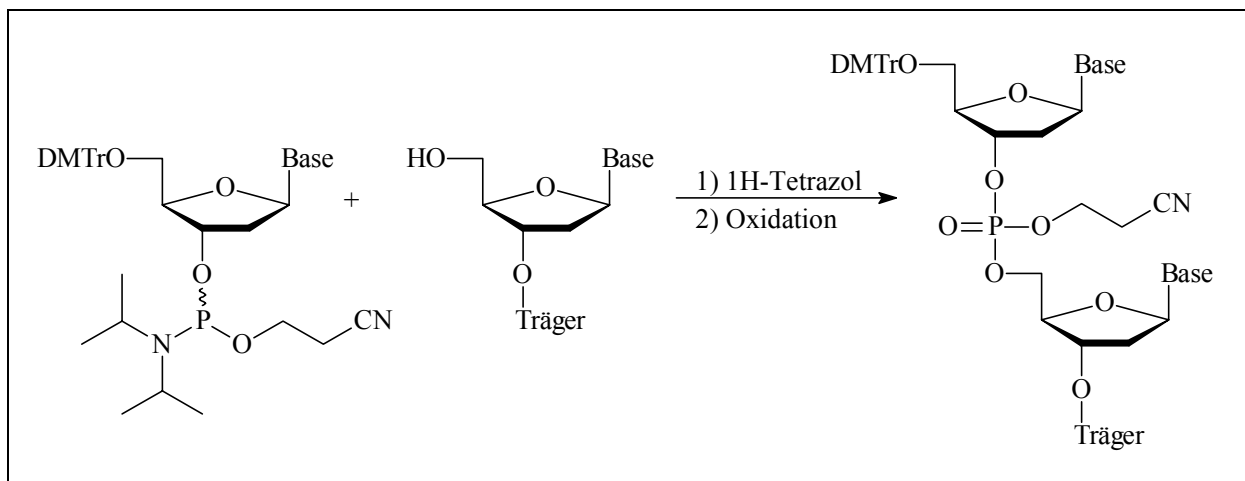 DMTrO
Base
O
O
P
N
O
CN
+
HO
Base
O
O
Träger
1) 1H-Tetrazol
2) Oxidation
DMTrO
Base
O
O
O=P-O
CN
O
Base
O
O
Träger